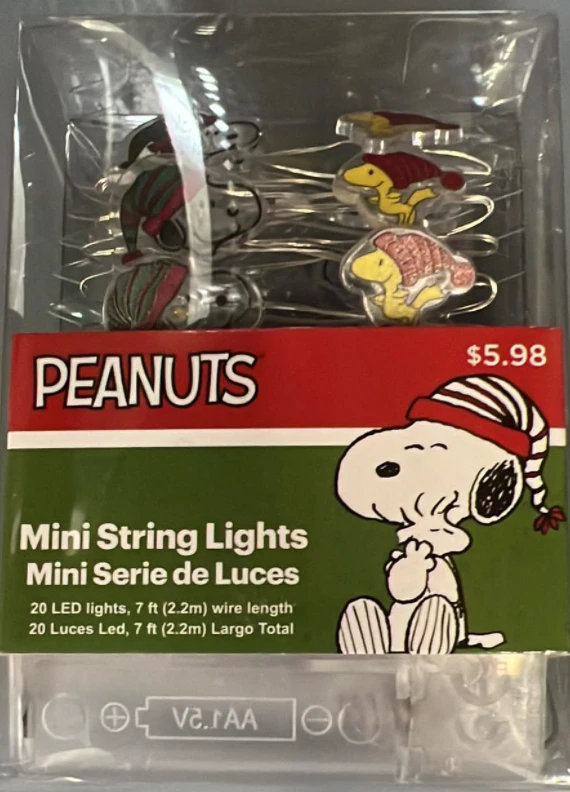 $5.98
PEANUTS
Mini String Lights
Mini Serie de Luces
20 LED lights, 7 ft (2.2m) wire length
20 Luces Led, 7 ft (2.2m) Largo Total
AA1.5V